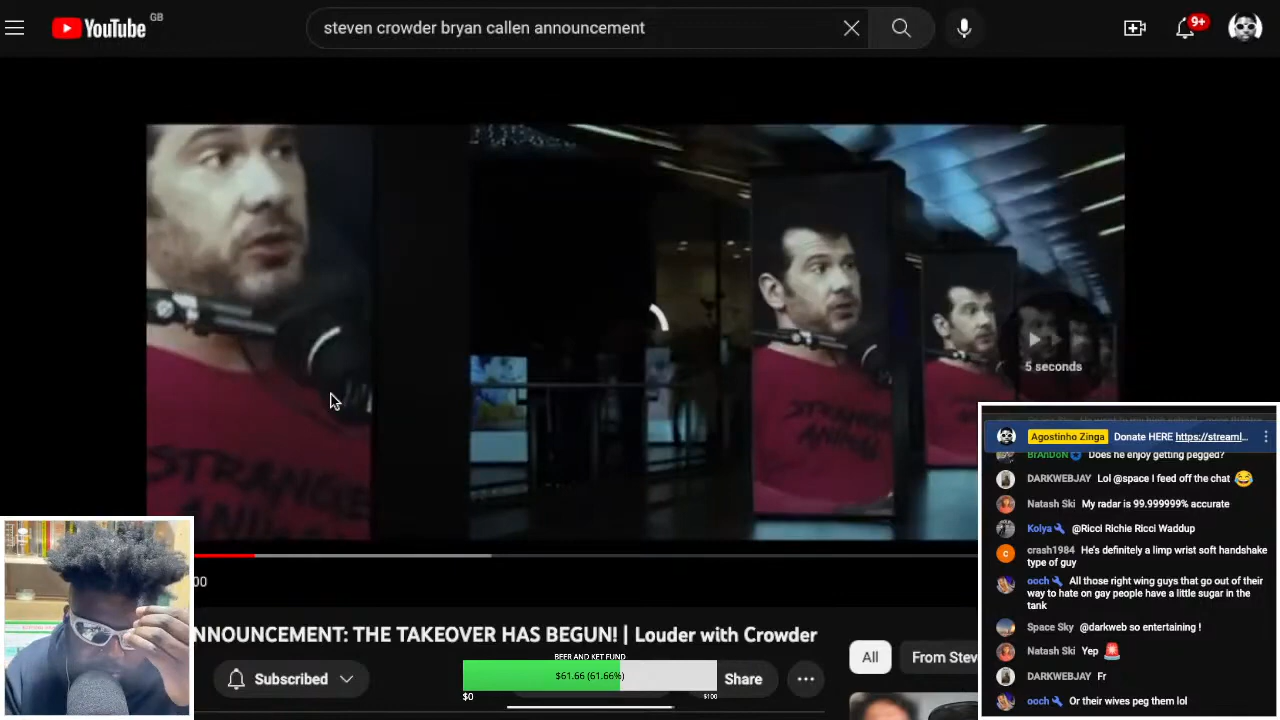 YouTube GB
steven crowder bryan callen announcement
9+
STRANGE
ANI
STRANGE
ANIM
5 seconds
00
NNOUNCEMENT: THE TAKEOVER HAS BEGUN! | Louder with Crowder
Subscribed
BEER AND KET FUND
$61.66 (61.66%)
$0
$100
Share
All
From Stev
Agostinho Zinga Donate HERE https://streaml...
BRANDON Does he enjoy getting pegged?
DARKWEBJAY Lol @space I feed off the chat 😂
Natash Ski My radar is 99.999999% accurate
Kolya @Ricci Richie Ricci Waddup
crash1984 He's definitely a limp wrist soft handshake
type of guy
ooch All those right wing guys that go out of their
way to hate on gay people have a little sugar in the
tank
Space Sky @darkweb so entertaining !
Natash Ski Yep 🚨
DARKWEBJAY Fr
ooch Or their wives peg them lol